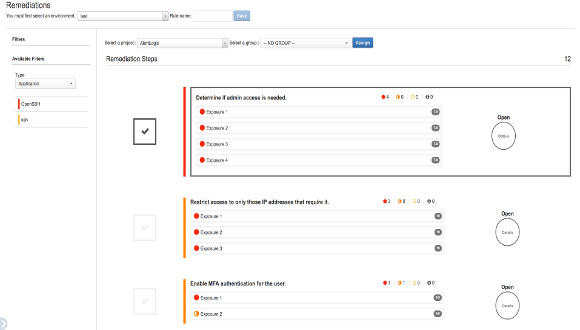 Remediations
You must first select an environment. test Rule name: Save
Filters
Select a project: AlertLogic Select a group: -- NO GROUP -- Assign
Available Filters
Remediation Steps 12
Type
Application
OpenSSH
Determine if admin access is needed. 4 0 0 0
Exposure 1
Exposure 2
Exposure 3
Exposure 4
Open
Details
Restrict access to only those IP addresses that require it. 3 0 0 0
Exposure 1
Exposure 2
Exposure 3
Open
Details
Enable MFA authentication for the user. 1 1 0 0
Exposure 1
Exposure 2
Open
Details